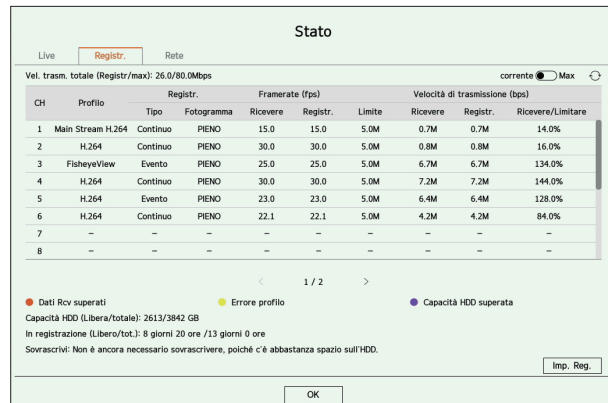 Stato
Live Registr. Rete
Vel. trasm. totale (Registr/max): 26.0/80.0Mbps corrente Max
CH Profilo Registr. Framerate (fps) Velocità di trasmissione (bps)
Tipo Fotogramma Ricevere Registr. Limite Ricevere Registr. Ricevere/Limitare
1 Main Stream H.264 Continuo PIENO 15.0 15.0 5.0M 0.7M 0.7M 14.0%
2 H.264 Continuo PIENO 30.0 30.0 5.0M 0.8M 0.8M 16.0%
3 FisheyeView Evento PIENO 25.0 25.0 5.0M 6.7M 6.7M 134.0%
4 H.264 Continuo PIENO 30.0 30.0 5.0M 7.2M 7.2M 144.0%
5 H.264 Evento PIENO 23.0 23.0 5.0M 6.4M 6.4M 128.0%
6 H.264 Continuo PIENO 22.1 22.1 5.0M 4.2M 4.2M 84.0%
7 – – – – – – – – –
8 – – – – – – – – –
< 1 / 2 >
Dati Rcv superati Errore profilo Capacità HDD superata
Capacità HDD (Libera/totale): 2613/3842 GB
In registrazione (Libero/tot.): 8 giorni 20 ore /13 giorni 0 ore
Sovrascrivi: Non è ancora necessario sovrascrivere, poiché c'è abbastanza spazio sull'HDD.
Imp. Reg.
OK